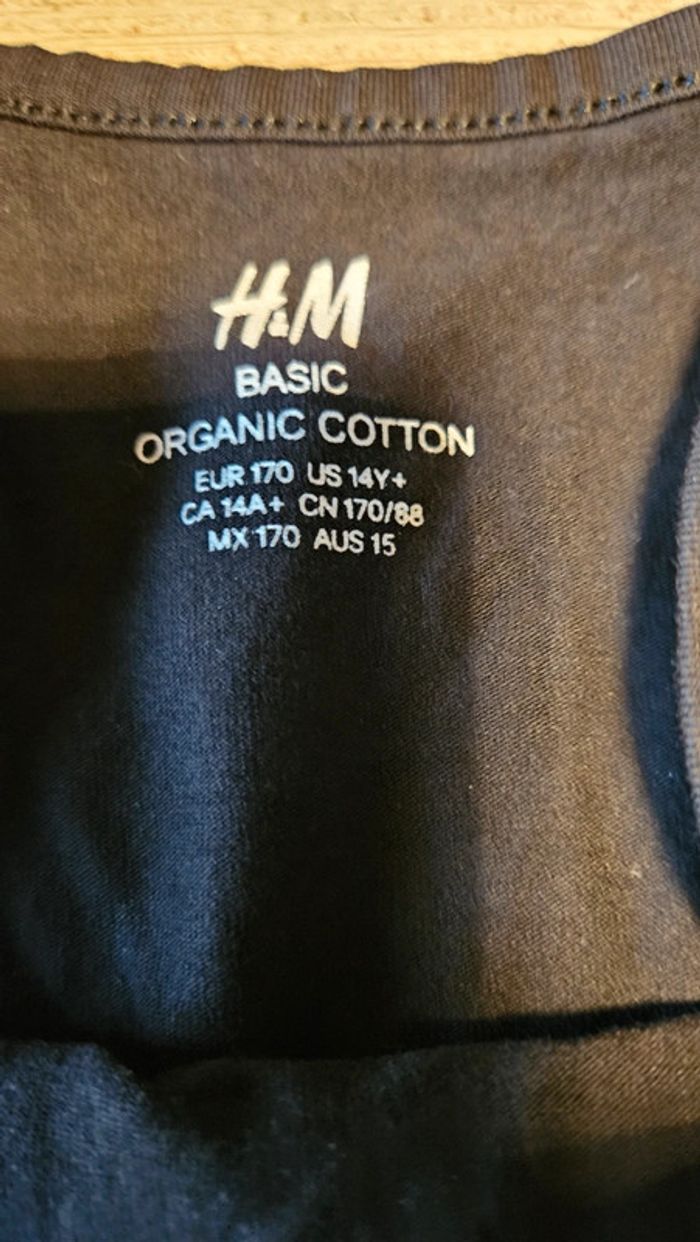 H&M
BASIC
ORGANIC COTTON
EUR 170 US 14Y+
CA 14A+ CN 170/88
MX 170 AUS 15